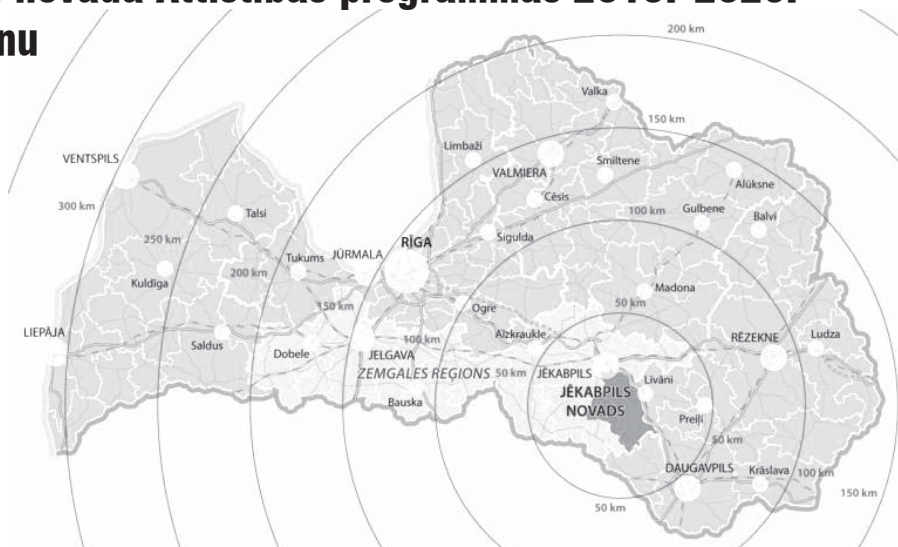 novada Attīstības programmas
nu
200 km
Valka
150 km
Limbaži
VENTSPILS
VALMIERA
Smiltene
Alūksne
Cēsis
300 km
Talsi
100 km
Gulbene
Balvi
250 km
RĪGA
Sigulda
Tukums
JŪRMALA
200 km
Kuldīga
Madona
150 km
Ogre
50 km
LIEPĀJA
Saldus
100 km
Aizkraukle
RĒZEKNE
Ludza
Dobele
JELGAVA
ZEMGALES REĢIONS
50 km
JĒKABPILS
Līvāni
Bauska
JĒKABPILS
NOVADS
Preiļi
50 km
DAUGAVPILS
Krāslava
100 km
150 km
50 km